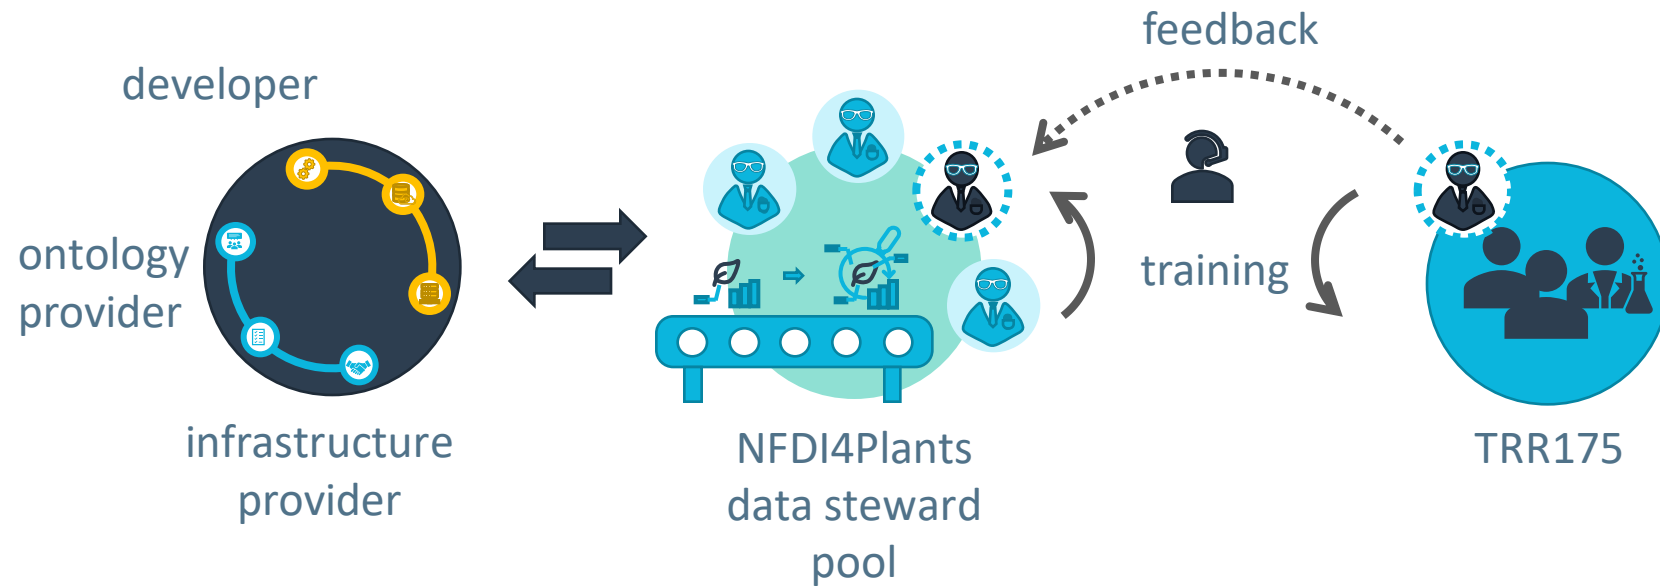 developer
ontology
provider
infrastructure
provider
NFDI4Plants
data steward
pool
feedback
training
TRR175